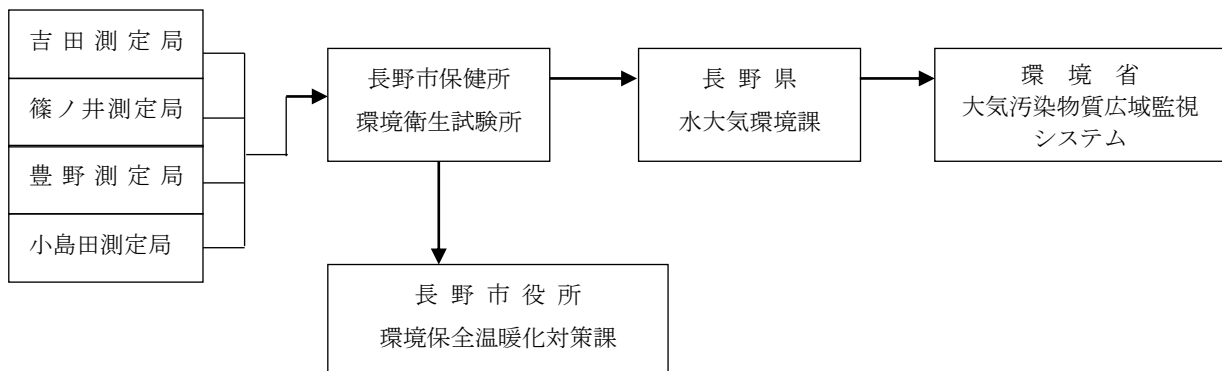 吉田測定局
篠ノ井測定局
豊野測定局
小島田測定局
長野市保健所
環境衛生試験所
長野県
水大気環境課
環境省
大気汚染物質広域監視
システム
長野市役所
環境保全温暖化対策課